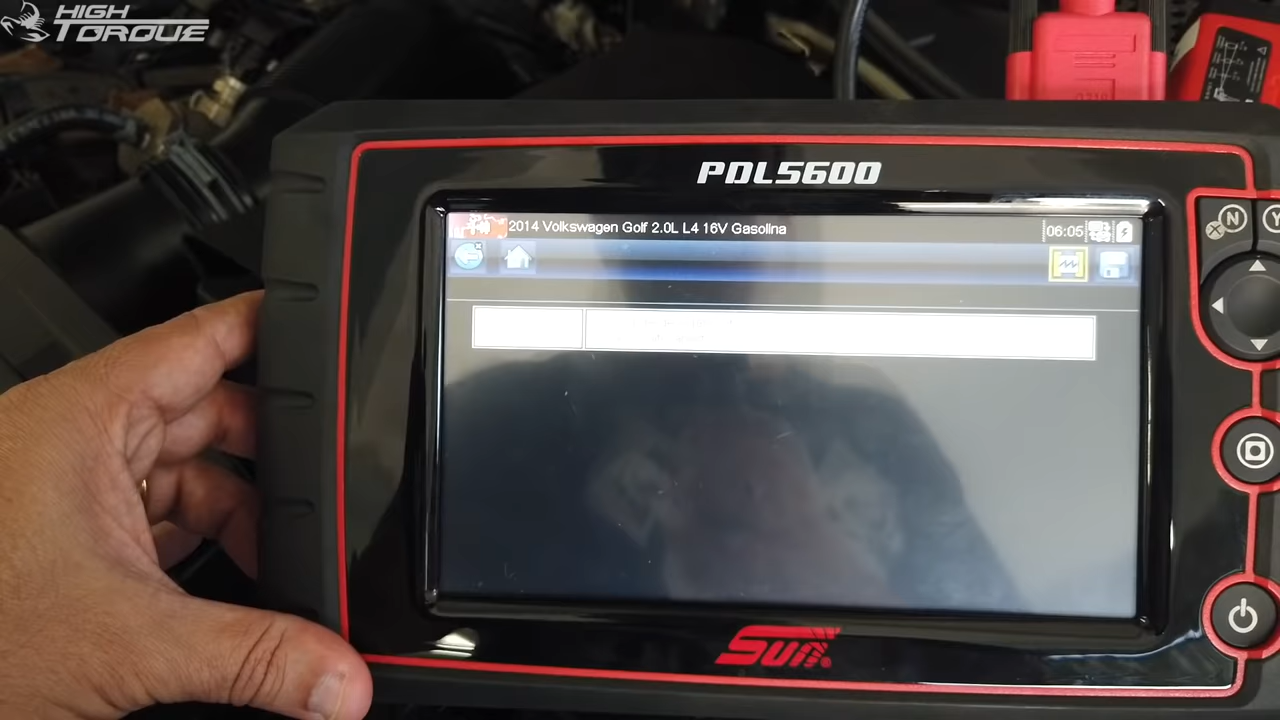 HIGH
TORQUE
PDL5600
2014 Volkswagen Golf 2.0L L4 16V Gasolina
06:05
N
X
Y
Sun